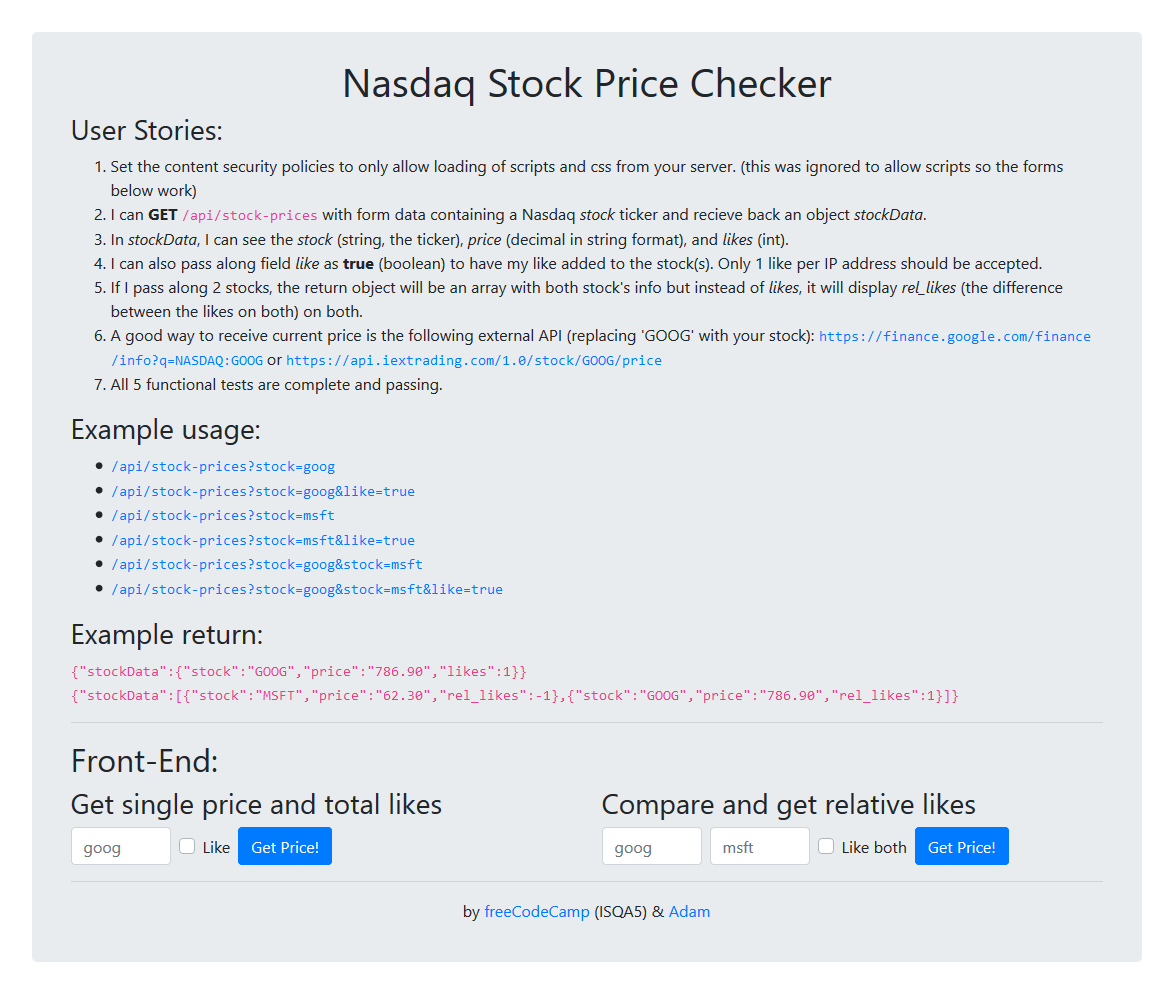 Nasdaq Stock Price Checker
User Stories:
1. Set the content security policies to only allow loading of scripts and css from your server. (this was ignored to allow scripts so the forms
below work)
2. I can GET /api/stock-prices with form data containing a Nasdaq stock ticker and recieve back an object stockData.
3. In stockData, I can see the stock (string, the ticker), price (decimal in string format), and likes (int).
4. I can also pass along field like as true (boolean) to have my like added to the stock(s). Only 1 like per IP address should be accepted.
5. If I pass along 2 stocks, the return object will be an array with both stock's info but instead of likes, it will display rel_likes (the difference
between the likes on both) on both.
6. A good way to receive current price is the following external API (replacing 'GOOG' with your stock): https://finance.google.com/finance
/info?q=NASDAQ:GOOG or https://api.iextrading.com/1.0/stock/GOOG/price
7. All 5 functional tests are complete and passing.
Example usage:
• /api/stock-prices?stock=goog
• /api/stock-prices?stock=goog&like=true
• /api/stock-prices?stock=msft
• /api/stock-prices?stock=msft&like=true
• /api/stock-prices?stock=goog&stock=msft
• /api/stock-prices?stock=goog&stock=msft&like=true
Example return:
{"stockData":{"stock":"GOOG","price":"786.90","likes":1}}
{"stockData":[{"stock":"MSFT","price":"62.30","rel_likes":-1},{"stock":"GOOG","price":"786.90","rel_likes":1}]}
Front-End:
Get single price and total likes
goog Like Get Price!
Compare and get relative likes
goog msft Like both Get Price!
by freeCodeCamp (ISQA5) & Adam